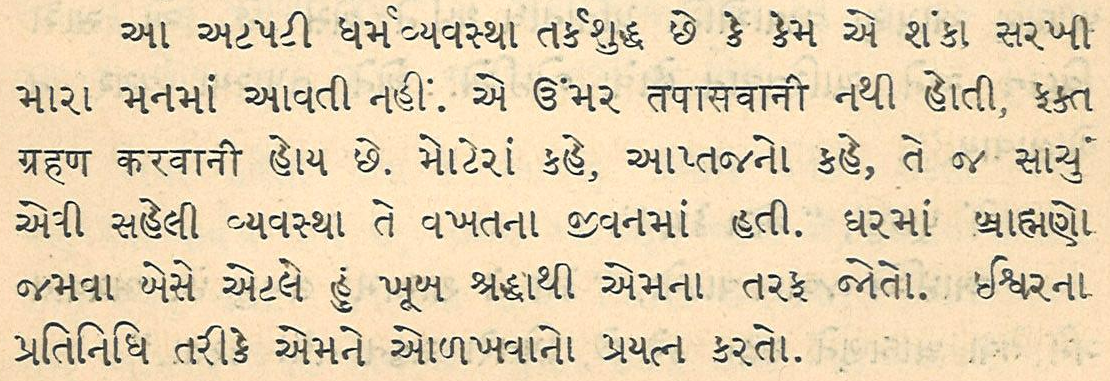 આ અટપટી ધર્મવ્યવસ્થા તર્કશુદ્ધ છે કે કેમ એ શંકા સરખી
મારા મનમાં આવતી નહીં. એ ઉંમર તપાસવાની નથી હોતી, ફક્ત
ગ્રહણ કરવાની હોય છે. મોટેરાં કહે, આપ્તજનો કહે, તે જ સાચું
એવી સહેલી વ્યવસ્થા તે વખતના જીવનમાં હતી. ઘરમાં બ્રાહ્મણો
જમવા બેસે એટલે હું ખૂબ શ્રદ્ધાથી એમના તરફ જોતો. ઈશ્વરના
પ્રતિનિધિ તરીકે એમને ઓળખવાનો પ્રયત્ન કરતો.